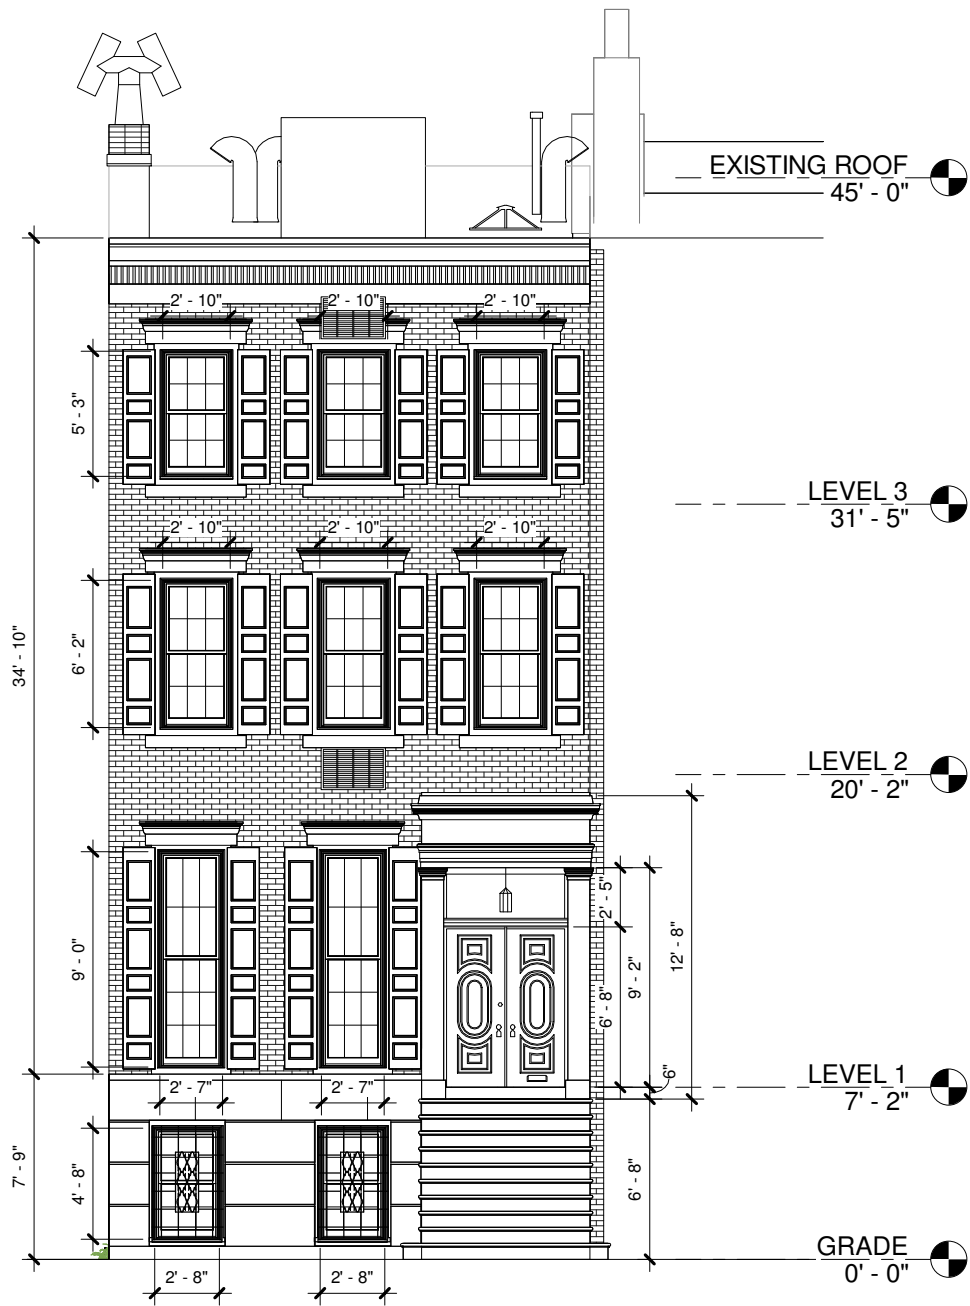 EXISTING ROOF
45' - 0"
2' - 10"
2' - 10"
2' - 10"
5' - 3"
LEVEL 3
31' - 5"
2' - 10"
2' - 10"
2' - 10"
6' - 2"
34' - 10"
LEVEL 2
20' - 2"
2' - 5"
12' - 8"
9' - 0"
9' - 2"
6' - 8"
6"
LEVEL 1
7' - 2"
2' - 7"
2' - 7"
7' - 9"
4' - 8"
6' - 8"
GRADE
0' - 0"
2' - 8"
2' - 8"